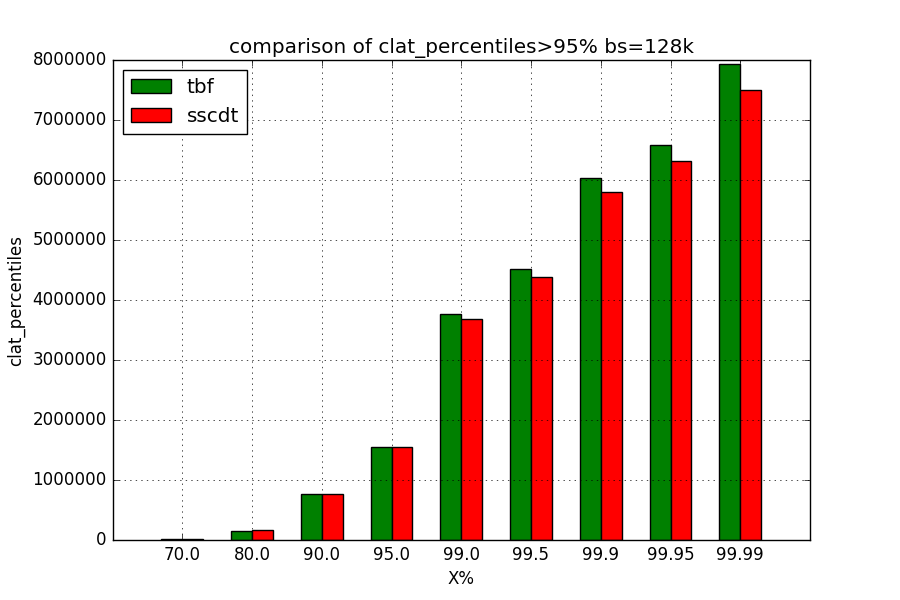 comparison of clat_percentiles>95% bs=128k
8000000
7000000
6000000
5000000
4000000
3000000
2000000
1000000
0
tbf
sscdt
clat_percentiles
70.0 80.0 90.0 95.0 99.0 99.5 99.9 99.95 99.99
X%